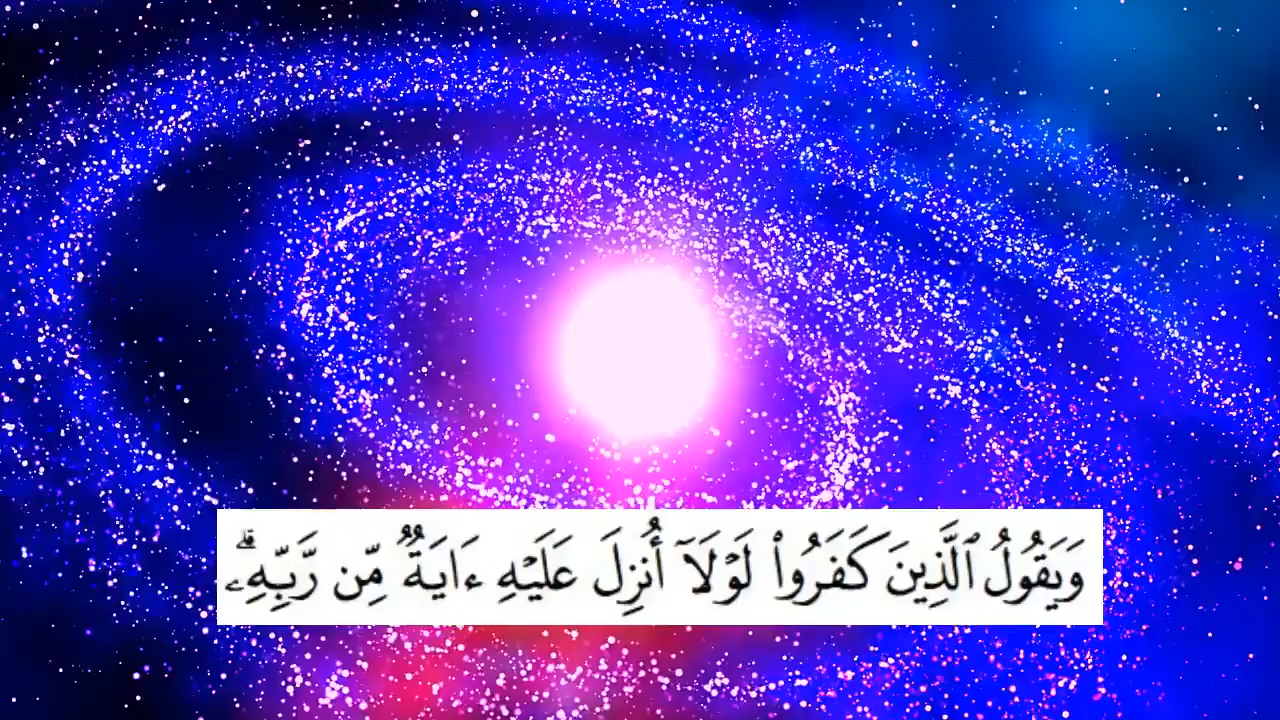 وَيَقُولُ ٱلَّذِينَ كَفَرُوا۟ لَوْلَآ أُنزِلَ عَلَيْهِ ءَايَةٌ مِّن رَّبِّهِۦ ۗ